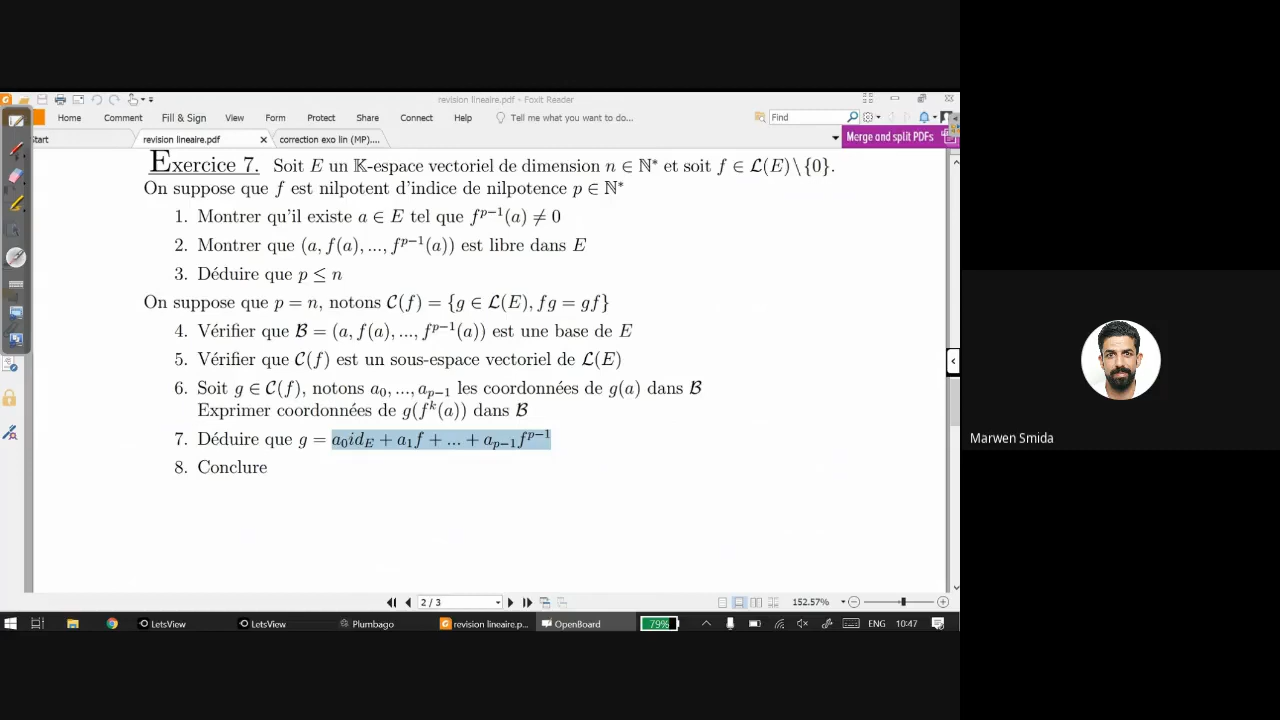 revision lineaire.pdf - Foxit Reader
Home Comment Fill & Sign View Form Protect Share Connect Help Tell me what you want to do... Find
Start revision lineaire.pdf correction exo lin (MP).... Merge and split PDFs
Exercice 7. Soit E un 𝕂-espace vectoriel de dimension n ∈ ℕ* et soit f ∈ 𝓛(E)\{0}.
On suppose que f est nilpotent d'indice de nilpotence p ∈ ℕ*
1. Montrer qu'il existe a ∈ E tel que f^{p−1}(a) ≠ 0
2. Montrer que (a, f(a), ..., f^{p−1}(a)) est libre dans E
3. Déduire que p ≤ n
On suppose que p = n, notons 𝓒(f) = {g ∈ 𝓛(E), fg = gf}
4. Vérifier que 𝓑 = (a, f(a), ..., f^{p−1}(a)) est une base de E
5. Vérifier que 𝓒(f) est un sous-espace vectoriel de 𝓛(E)
6. Soit g ∈ 𝓒(f), notons a_0, ..., a_{p−1} les coordonnées de g(a) dans 𝓑
Exprimer coordonnées de g(f^k(a)) dans 𝓑
7. Déduire que g = a_0 id_E + a_1 f + ... + a_{p−1} f^{p−1}
8. Conclure
Marwen Smida
2 / 3 152.57%
LetsView LetsView Plumbago revision lineaire.p... OpenBoard 79% ENG 10:47